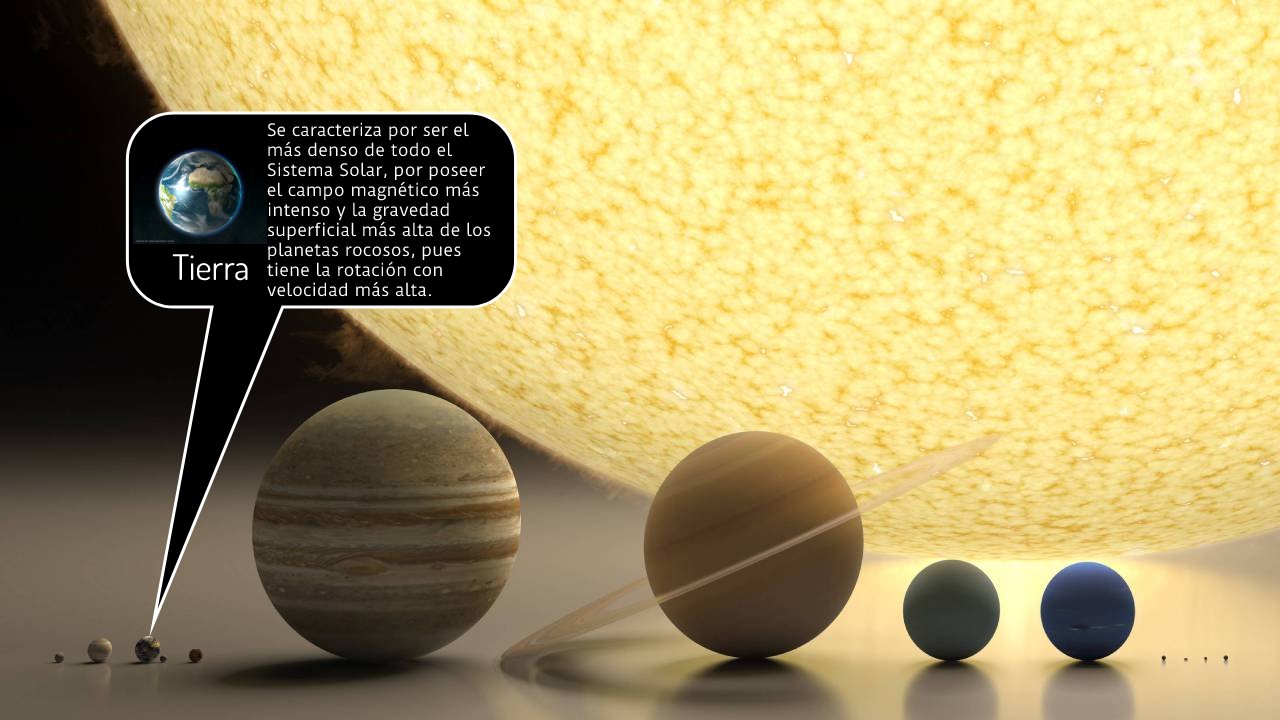 Se caracteriza por ser el
más denso de todo el
Sistema Solar, por poseer
el campo magnético más
intenso y la gravedad
superficial más alta de los
planetas rocosos, pues
tiene la rotación con
velocidad más alta.
Tierra